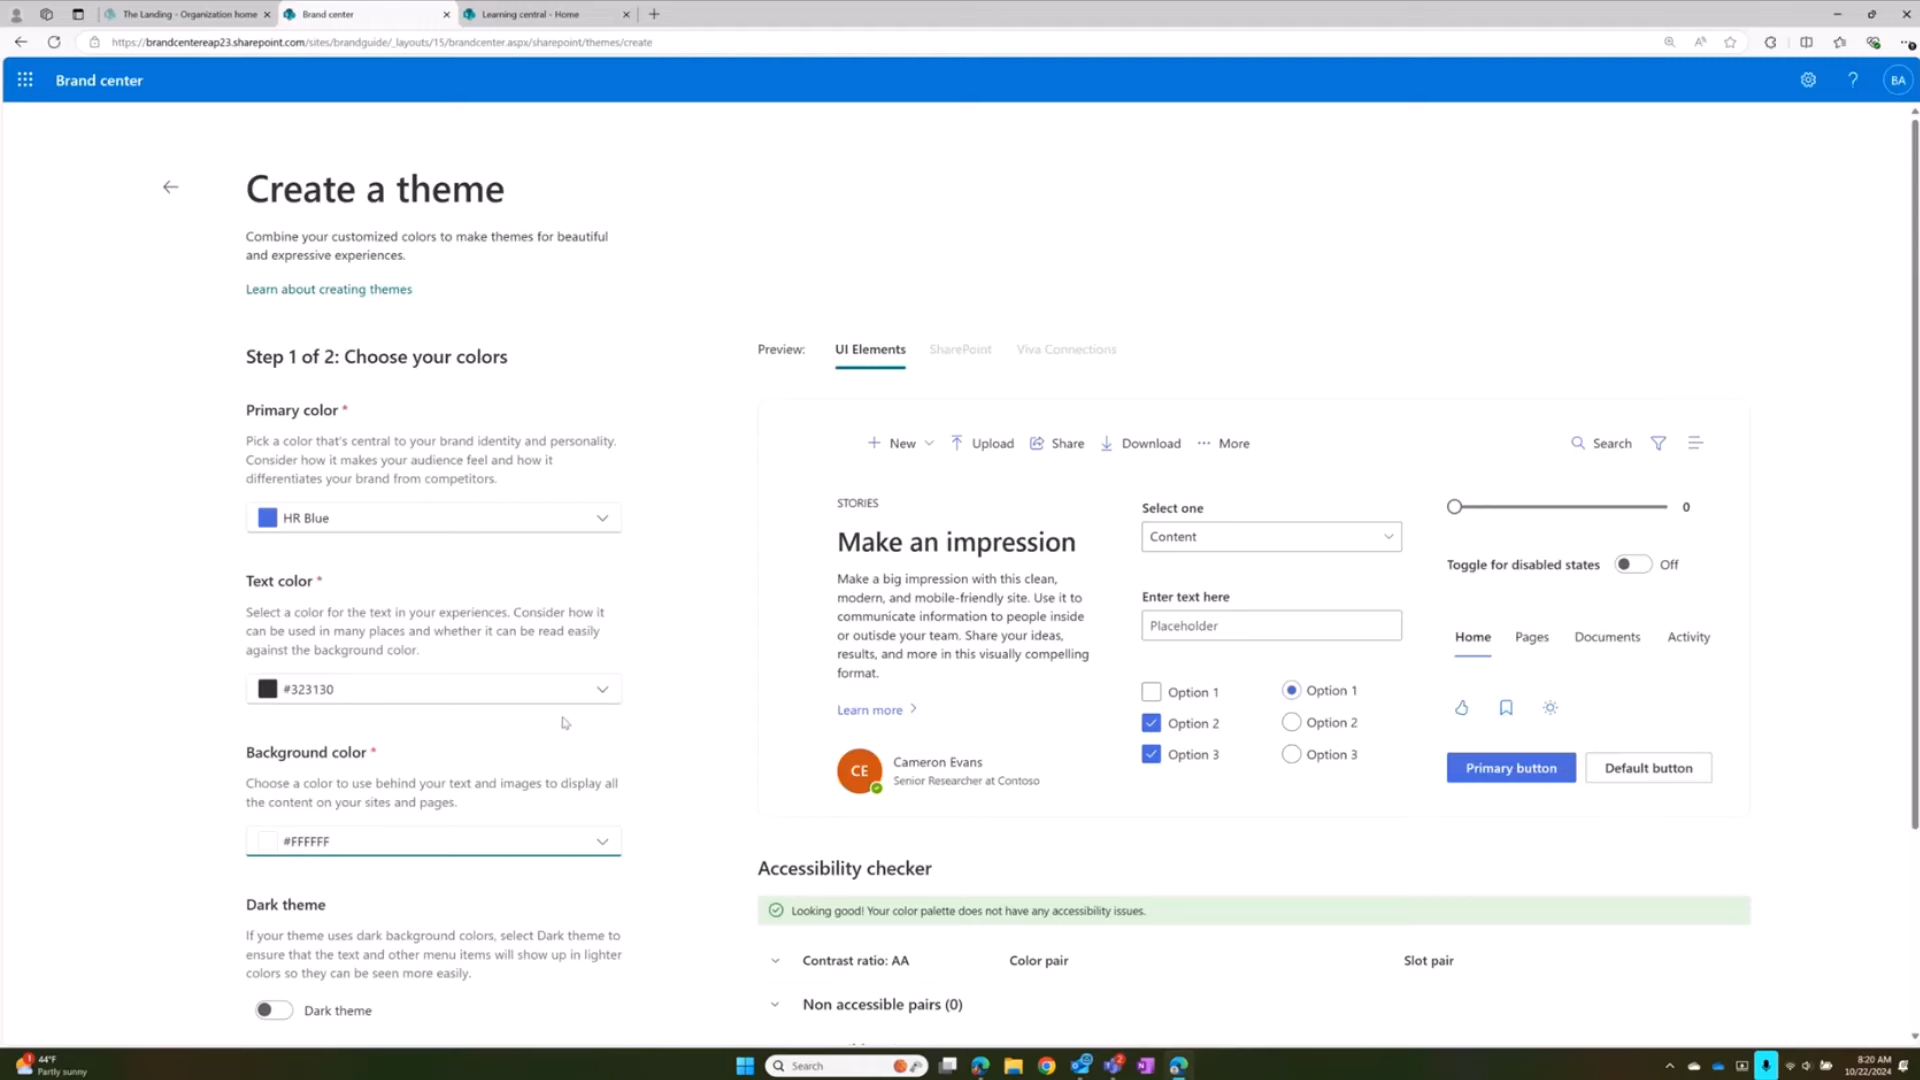 The Landing - Organization home
Brand center
Learning central - Home
https://brandcentereap23.sharepoint.com/sites/brandguide/_layouts/15/brandcenter.aspx/sharepoint/themes/create
Brand center
BA
Create a theme
Combine your customized colors to make themes for beautiful
and expressive experiences.
Learn about creating themes
Step 1 of 2: Choose your colors
Primary color *
Pick a color that's central to your brand identity and personality.
Consider how it makes your audience feel and how it
differentiates your brand from competitors.
HR Blue
Text color *
Select a color for the text in your experiences. Consider how it
can be used in many places and whether it can be read easily
against the background color.
#323130
Background color *
Choose a color to use behind your text and images to display all
the content on your sites and pages.
#FFFFFF
Dark theme
If your theme uses dark background colors, select Dark theme to
ensure that the text and other menu items will show up in lighter
colors so they can be seen more easily.
Dark theme
Preview: UI Elements SharePoint Viva Connections
New Upload Share Download More Search
STORIES
Make an impression
Make a big impression with this clean,
modern, and mobile-friendly site. Use it to
communicate information to people inside
or outisde your team. Share your ideas,
results, and more in this visually compelling
format.
Learn more
CE
Cameron Evans
Senior Researcher at Contoso
Select one
Content
Enter text here
Placeholder
Option 1
Option 2
Option 3
Option 1
Option 2
Option 3
0
Toggle for disabled states Off
Home Pages Documents Activity
Primary button Default button
Accessibility checker
Looking good! Your color palette does not have any accessibility issues.
Contrast ratio: AA Color pair Slot pair
Non accessible pairs (0)
1
44°F
Partly sunny
Search
2
8:20 AM
10/22/2024